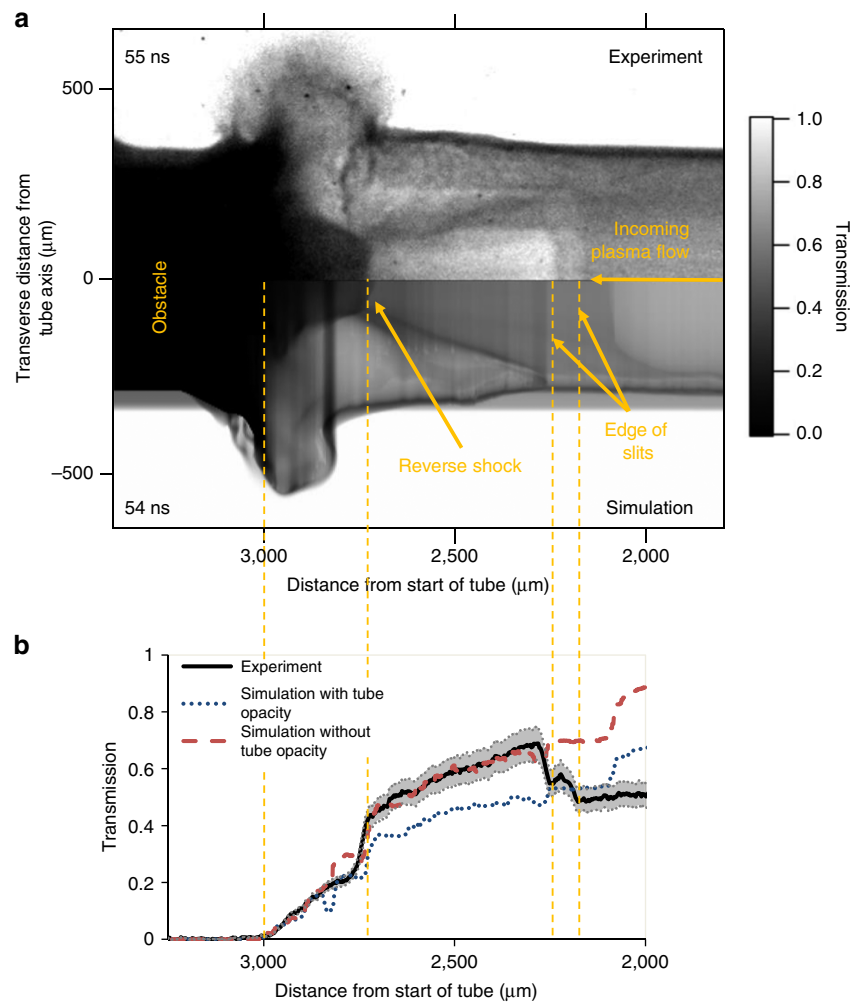 a
55 ns
Experiment
500
0
−500
Transverse distance from
tube axis (μm)
Obstacle
Incoming
plasma flow
Reverse shock
Edge of
slits
54 ns
Simulation
3,000
2,500
2,000
Distance from start of tube (μm)
1.0
0.8
0.6
0.4
0.2
0.0
Transmission
b
1
0.8
0.6
0.4
0.2
0
Transmission
Experiment
Simulation with tube
opacity
Simulation without
tube opacity
3,000
2,500
2,000
Distance from start of tube (μm)